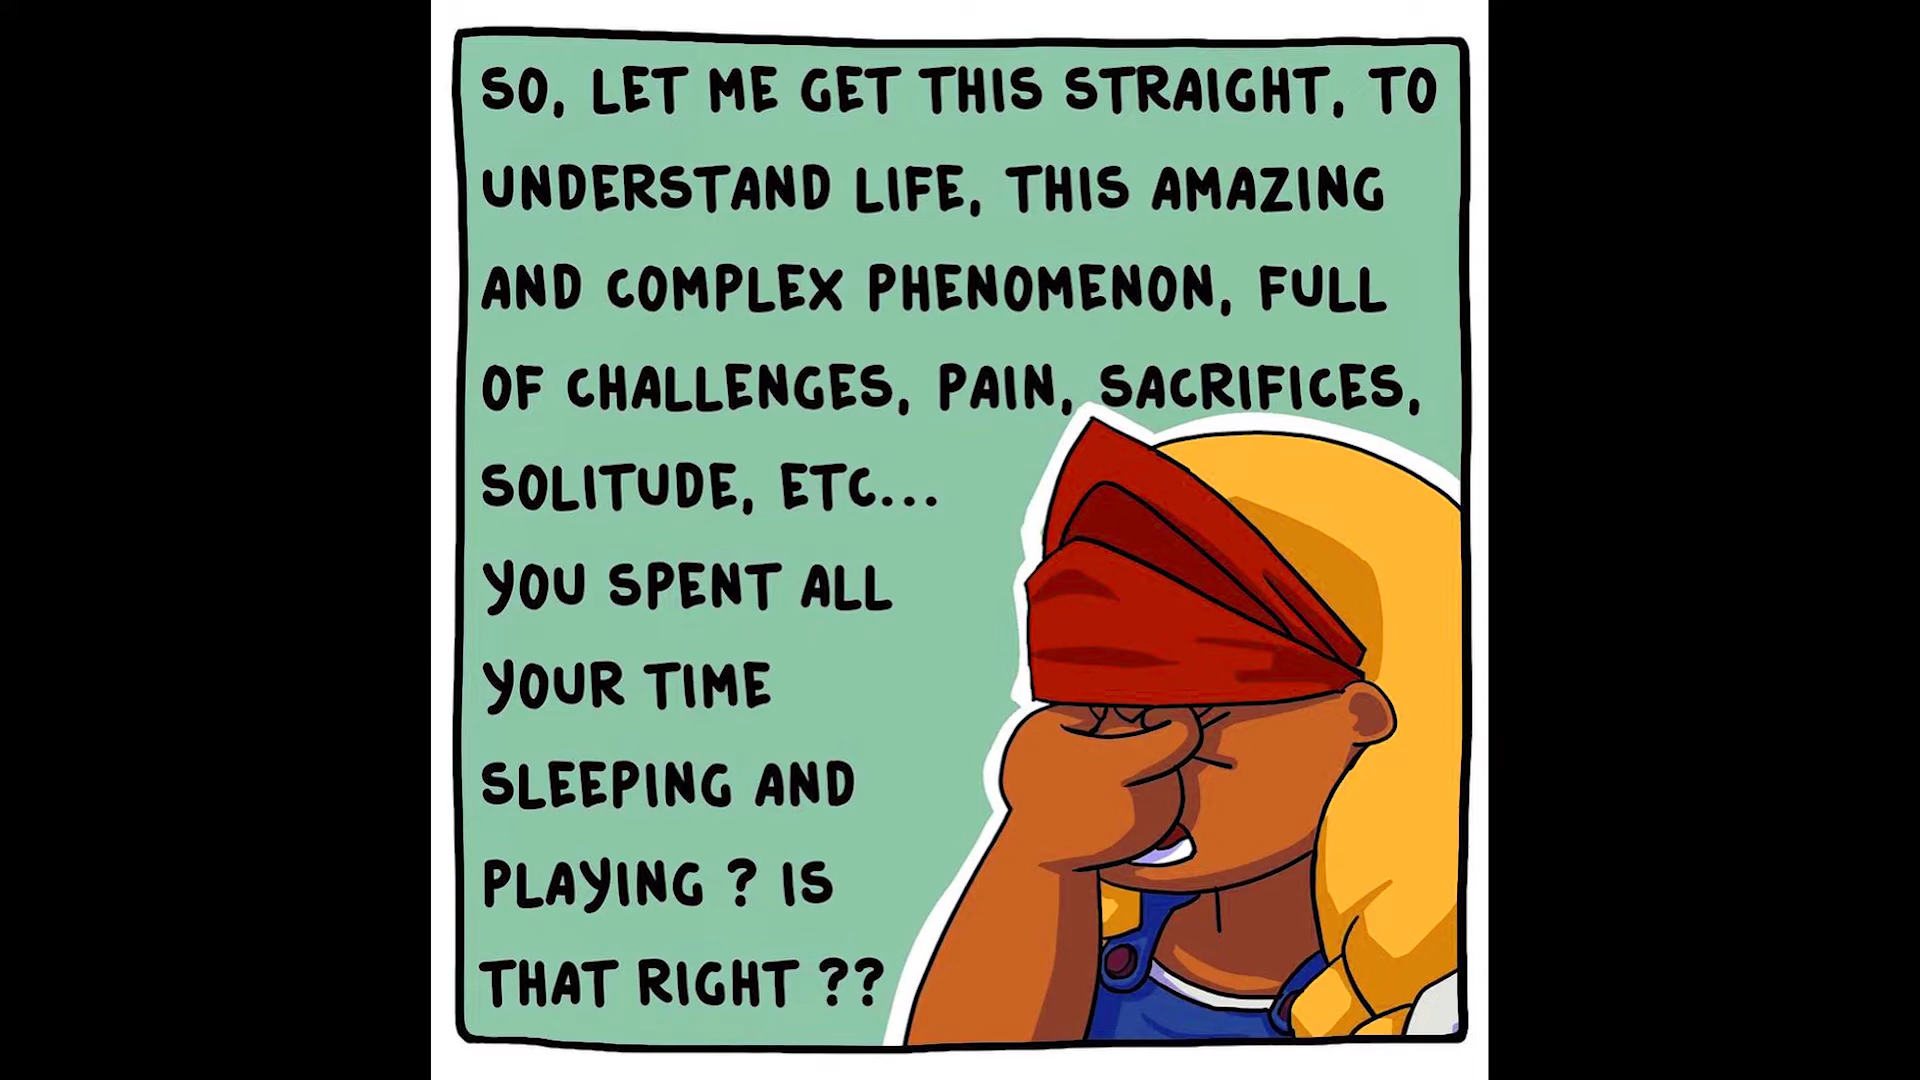 SO, LET ME GET THIS STRAIGHT, TO
UNDERSTAND LIFE, THIS AMAZING
AND COMPLEX PHENOMENON, FULL
OF CHALLENGES, PAIN, SACRIFICES,
SOLITUDE, ETC...
YOU SPENT ALL
YOUR TIME
SLEEPING AND
PLAYING ? IS
THAT RIGHT ??